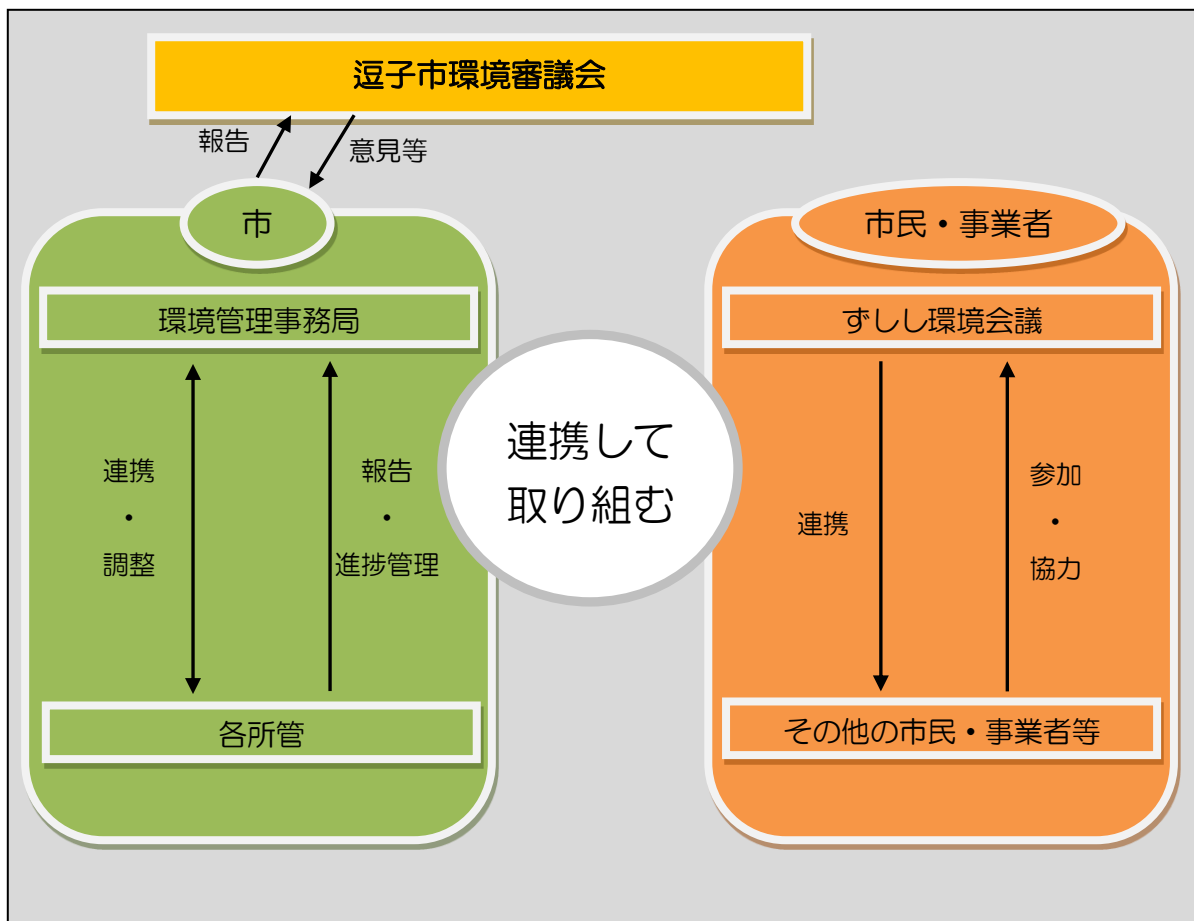 逗子市環境審議会
報告
意見等
市
市民・事業者
環境管理事務局
ずしし環境会議
連携して
取り組む
連携
・
調整
報告
・
進捗管理
連携
参加
・
協力
各所管
その他の市民・事業者等